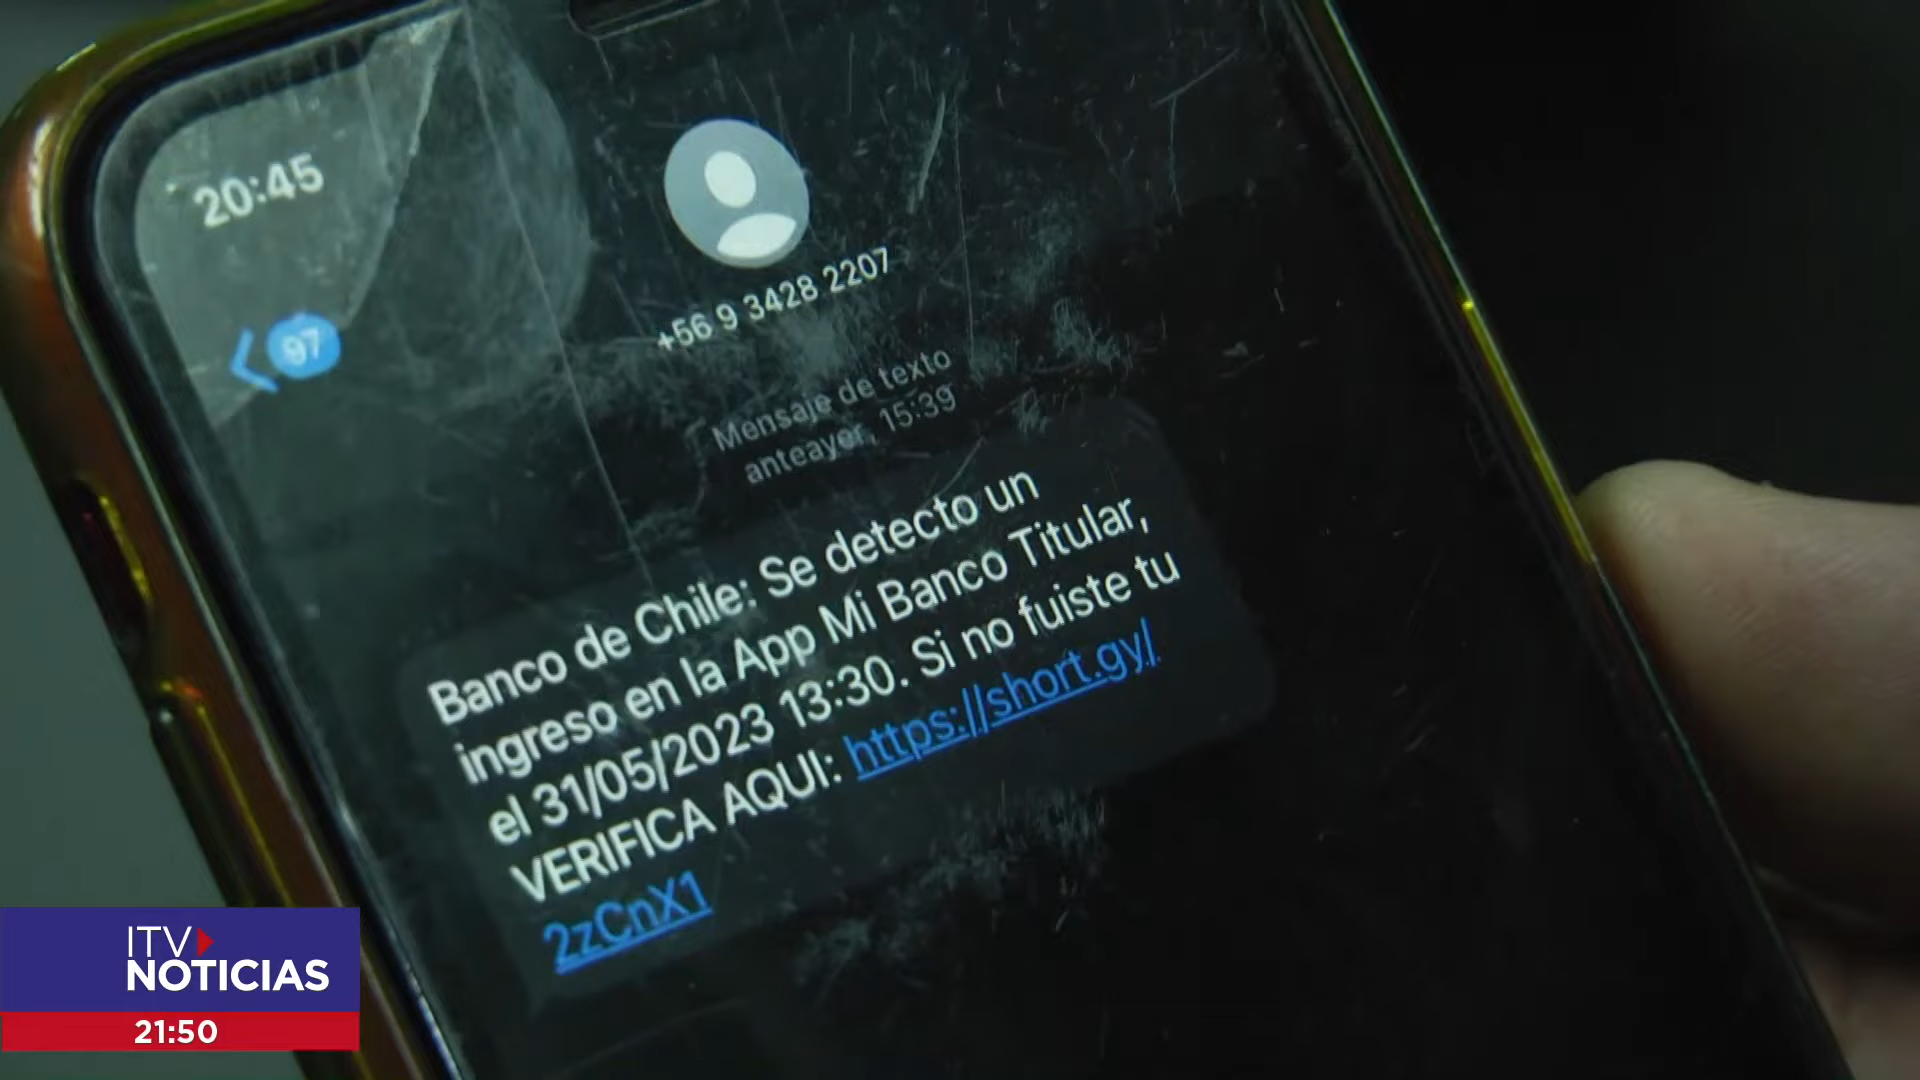 20:45
97
+56 9 3428 2207
Mensaje de texto
anteayer, 15:39
Banco de Chile: Se detecto un
ingreso en la App Mi Banco Titular,
el 31/05/2023 13:30. Si no fuiste tu
VERIFICA AQUI: https://short.gy/
2zCnX1
ITV
NOTICIAS
21:50